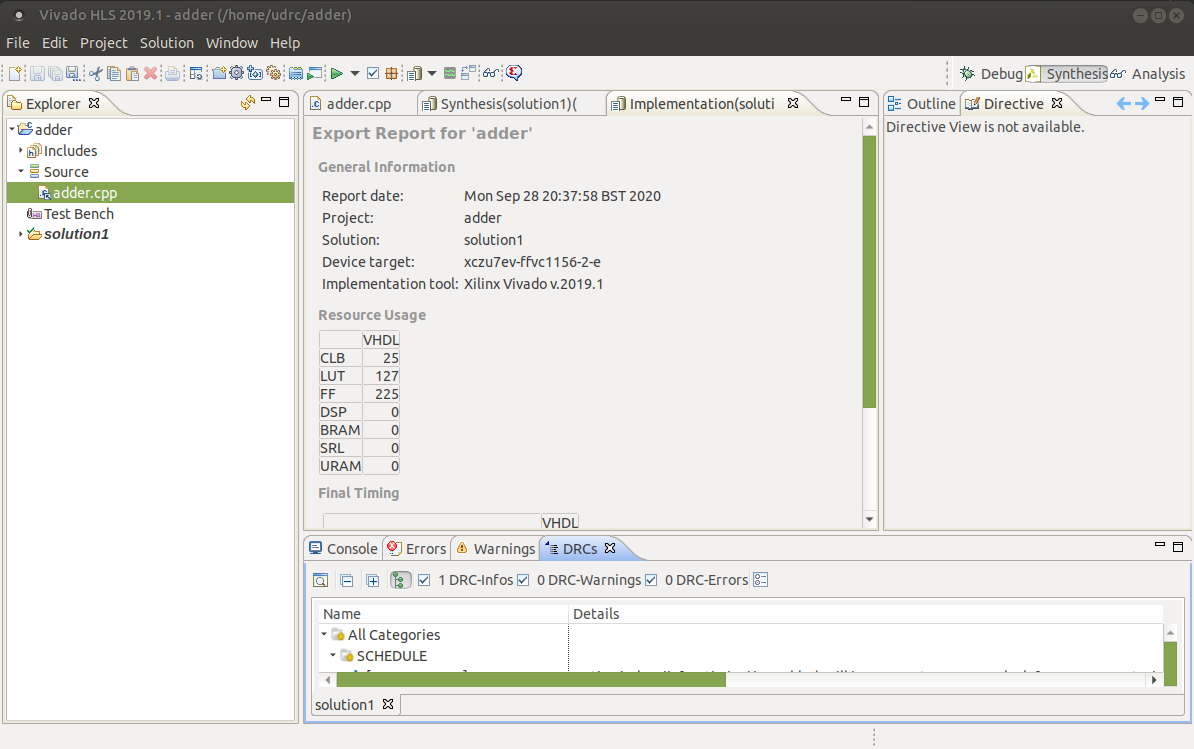 Vivado HLS 2019.1 - adder (/home/udrc/adder)
File Edit Project Solution Window Help
Debug Synthesis Analysis
Explorer
adder
Includes
Source
adder.cpp
Test Bench
solution1
adder.cpp Synthesis(solution1)( Implementation(soluti
Export Report for 'adder'
General Information
Report date: Mon Sep 28 20:37:58 BST 2020
Project: adder
Solution: solution1
Device target: xczu7ev-ffvc1156-2-e
Implementation tool: Xilinx Vivado v.2019.1
Resource Usage
VHDL
CLB 25
LUT 127
FF 225
DSP 0
BRAM 0
SRL 0
URAM 0
Final Timing
VHDL
Outline Directive
Directive View is not available.
Console Errors Warnings DRCs
1 DRC-Infos 0 DRC-Warnings 0 DRC-Errors
Name Details
All Categories
SCHEDULE
solution1